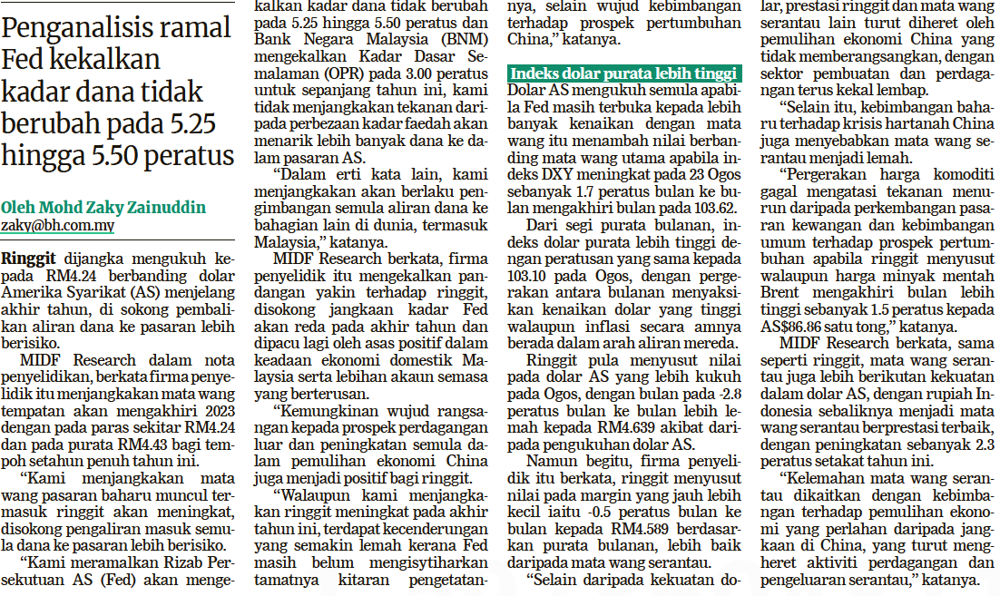 Penganalisis ramal
Fed kekalkan
kadar dana tidak
berubah pada 5.25
hingga 5.50 peratus
Oleh Mohd Zaky Zainuddin
zaky@bh.com.my
Ringgit dijangka mengukuh ke-
pada RM4.24 berbanding dolar
Amerika Syarikat (AS) menjelang
akhir tahun, di sokong pembali-
kan aliran dana ke pasaran lebih
berisiko.
MIDF Research dalam nota
penyelidikan, berkata firma penye-
lidik itu menjangkakan mata wang
tempatan akan mengakhiri 2023
dengan pada paras sekitar RM4.24
dan pada purata RM4.43 bagi tem-
poh setahun penuh tahun ini.
“Kami menjangkakan mata
wang pasaran baharu muncul ter-
masuk ringgit akan meningkat,
disokong pengaliran masuk semu-
la dana ke pasaran lebih berisiko.
“Kami meramalkan Rizab Per-
sekutuan AS (Fed) akan menge-
kalkan kadar dana tidak berubah
pada 5.25 hingga 5.50 peratus dan
Bank Negara Malaysia (BNM)
mengekalkan Kadar Dasar Se-
malaman (OPR) pada 3.00 peratus
untuk sepanjang tahun ini, kami
tidak menjangkakan tekanan dari-
pada perbezaan kadar faedah akan
menarik lebih banyak dana ke da-
lam pasaran AS.
“Dalam erti kata lain, kami
menjangkakan akan berlaku pen-
gimbangan semula aliran dana ke
bahagian lain di dunia, termasuk
Malaysia,” katanya.
MIDF Research berkata, firma
penyelidik itu mengekalkan pan-
dangan yakin terhadap ringgit,
disokong jangkaan kadar Fed
akan reda pada akhir tahun dan
dipacu lagi oleh asas positif dalam
keadaan ekonomi domestik Ma-
laysia serta lebihan akaun semasa
yang berterusan.
“Kemungkinan wujud rangsa-
ngan kepada prospek perdagangan
luar dan peningkatan semula da-
lam pemulihan ekonomi China
juga menjadi positif bagi ringgit.
“Walaupun kami menjangka-
kan ringgit meningkat pada akhir
tahun ini, terdapat kecenderungan
yang semakin lemah kerana Fed
masih belum mengisytiharkan
tamatnya kitaran pengetatan-
nya, selain wujud kebimbangan
terhadap prospek pertumbuhan
China,” katanya.
Indeks dolar purata lebih tinggi
Dolar AS mengukuh semula apabi-
la Fed masih terbuka kepada lebih
banyak kenaikan dengan mata
wang itu menambah nilai berban-
ding mata wang utama apabila in-
deks DXY meningkat pada 23 Ogos
sebanyak 1.7 peratus bulan ke bu-
lan mengakhiri bulan pada 103.62.
Dari segi purata bulanan, in-
deks dolar purata lebih tinggi de-
ngan peratusan yang sama kepada
103.10 pada Ogos, dengan perge-
rakan antara bulanan menyaksi-
kan kenaikan dolar yang tinggi
walaupun inflasi secara amnya
berada dalam arah aliran mereda.
Ringgit pula menyusut nilai
pada dolar AS yang lebih kukuh
pada Ogos, dengan bulan pada -2.8
peratus bulan ke bulan lebih le-
mah kepada RM4.639 akibat dari-
pada pengukuhan dolar AS.
Namun begitu, firma penyeli-
dik itu berkata, ringgit menyusut
nilai pada margin yang jauh lebih
kecil iaitu -0.5 peratus bulan ke
bulan kepada RM4.589 berdasar-
kan purata bulanan, lebih baik
daripada mata wang serantau.
“Selain daripada kekuatan do-
lar, prestasi ringgit dan mata wang
serantau lain turut diheret oleh
pemulihan ekonomi China yang
tidak memberangsangkan, dengan
sektor pembuatan dan perdaga-
ngan terus kekal lembap.
“Selain itu, kebimbangan baha-
ru terhadap krisis hartanah China
juga menyebabkan mata wang se-
rantau menjadi lemah.
“Pergerakan harga komoditi
gagal mengatasi tekanan menu-
run daripada perkembangan pasa-
ran kewangan dan kebimbangan
umum terhadap prospek pertum-
buhan apabila ringgit menyusut
walaupun harga minyak mentah
Brent mengakhiri bulan lebih
tinggi sebanyak 1.5 peratus kepada
AS$86.86 satu tong,” katanya.
MIDF Research berkata, sama
seperti ringgit, mata wang seran-
tau juga lebih berikutan kekuatan
dalam dolar AS, dengan rupiah In-
donesia sebaliknya menjadi mata
wang serantau berprestasi terbaik,
dengan peningkatan sebanyak 2.3
peratus setakat tahun ini.
“Kelemahan mata wang seran-
tau dikaitkan dengan kebimba-
ngan terhadap pemulihan ekono-
mi yang perlahan daripada jang-
kaan di China, yang turut meng-
heret aktiviti perdagangan dan
pengeluaran serantau,” katanya.